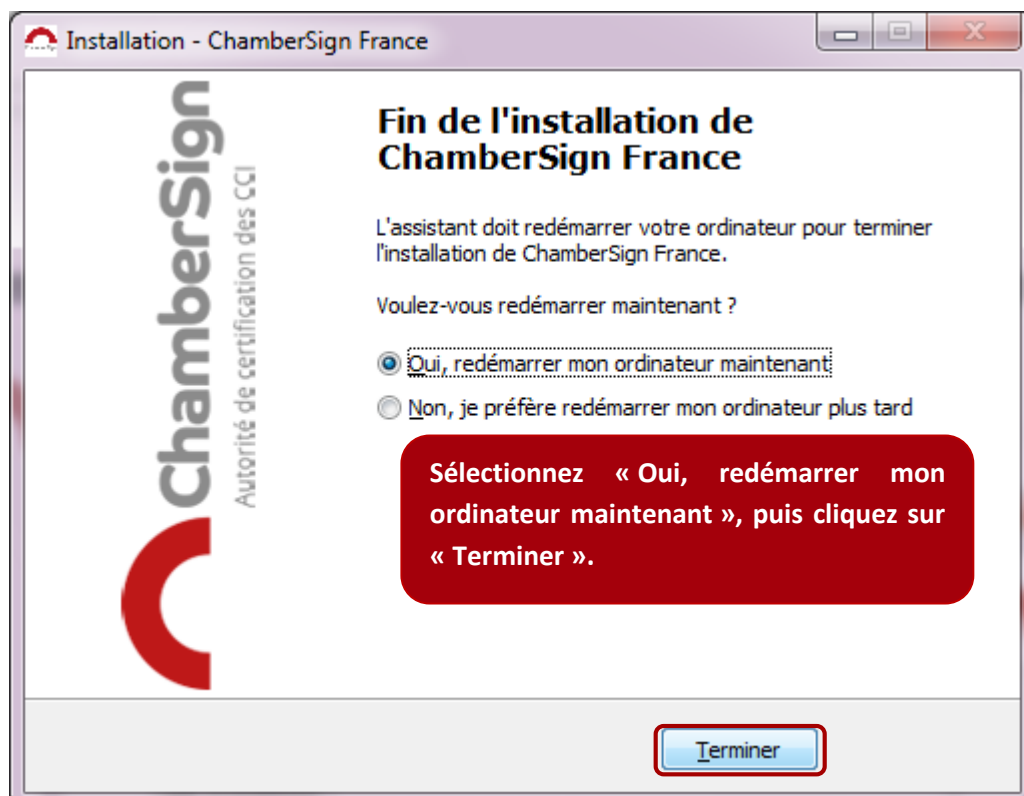 Installation - ChamberSign France
ChamberSign
Autorité de certification des CCI
Fin de l'installation de
ChamberSign France
L'assistant doit redémarrer votre ordinateur pour terminer
l'installation de ChamberSign France.
Voulez-vous redémarrer maintenant ?
Oui, redémarrer mon ordinateur maintenant
Non, je préfère redémarrer mon ordinateur plus tard
Sélectionnez « Oui, redémarrer mon
ordinateur maintenant », puis cliquez sur
« Terminer ».
Terminer